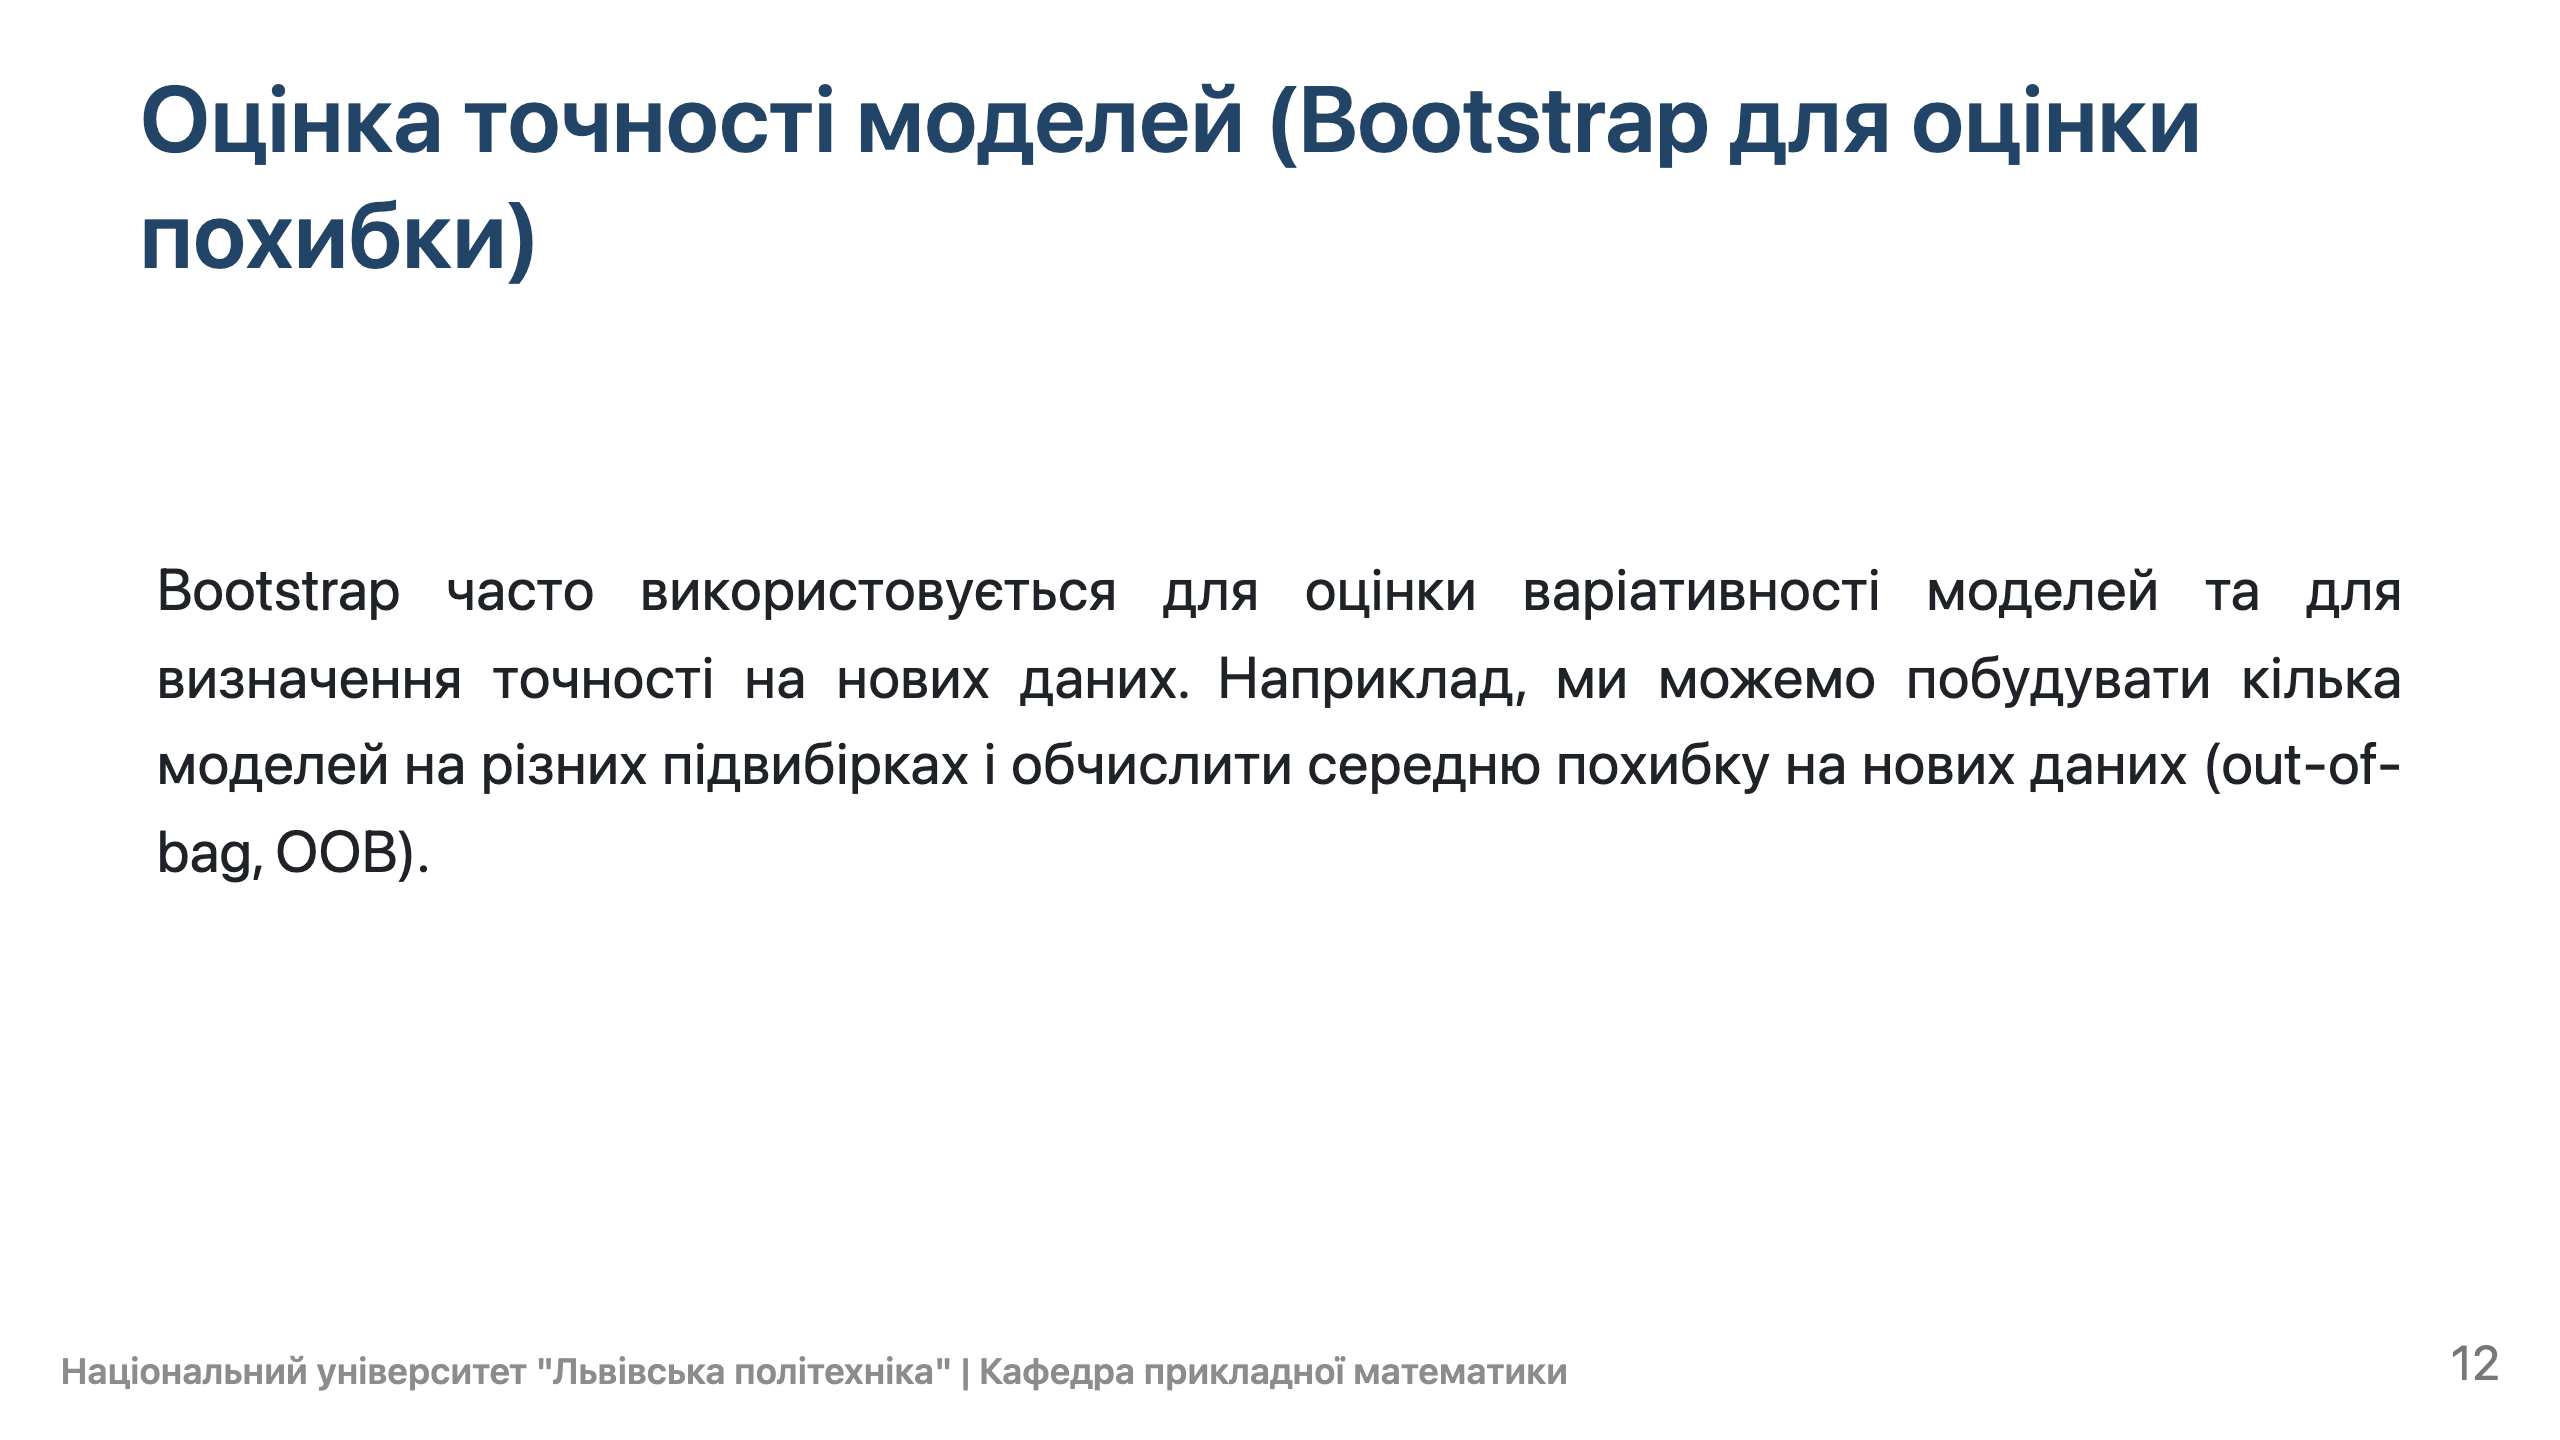 Оцінка точності моделей (Bootstrap для оцінки
похибки)
Bootstrap часто використовується для оцінки варіативності моделей та для
визначення точності на нових даних. Наприклад, ми можемо побудувати кілька
моделей на різних підвибірках і обчислити середню похибку на нових даних (out-of-
bag, OOB).
Національний університет "Львівська політехніка" | Кафедра прикладної математики
12